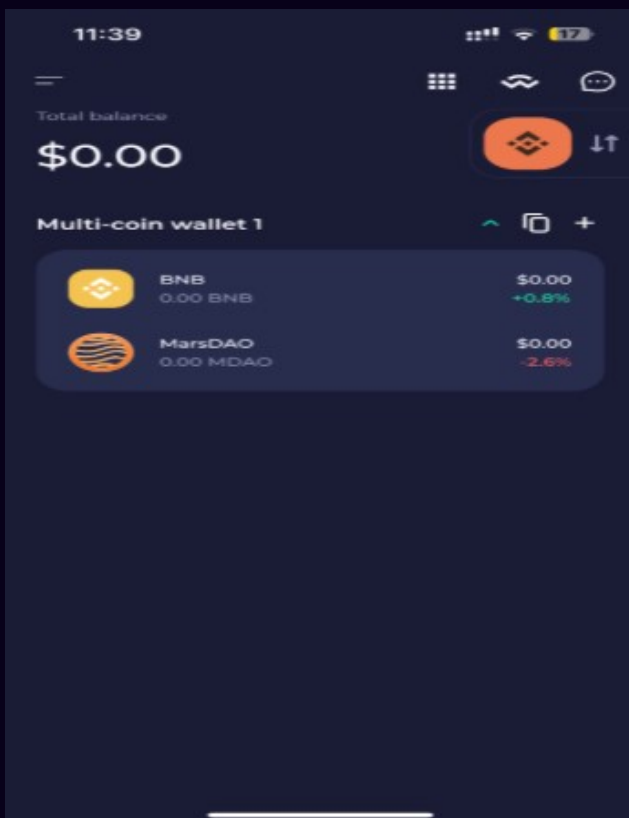 11:39
17
Total balance
$0.00
Multi-coin wallet 1
BNB
$0.00
0.00 BNB
+0.8%
MarsDAO
$0.00
0.00 MDAO
-2.6%